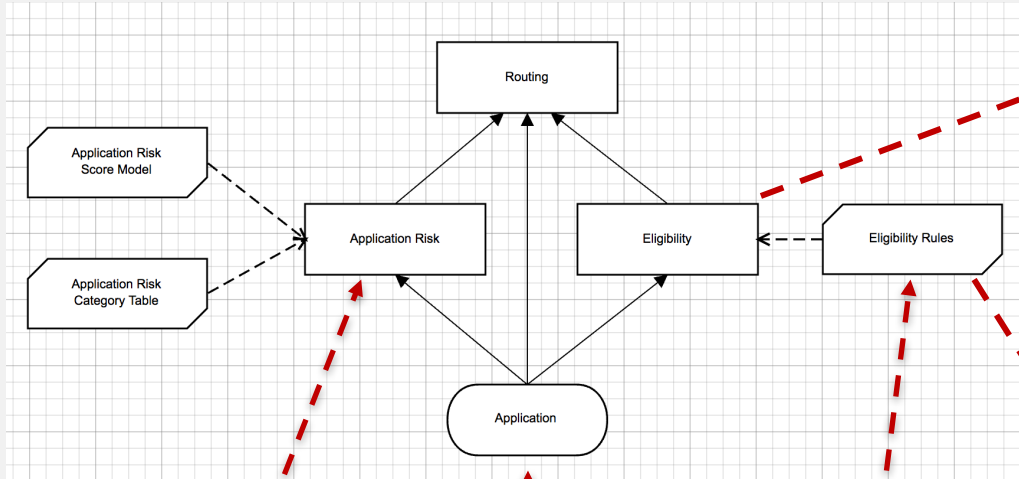 Routing
Application Risk
Score Model
Application Risk
Eligibility
Eligibility Rules
Application Risk
Category Table
Application